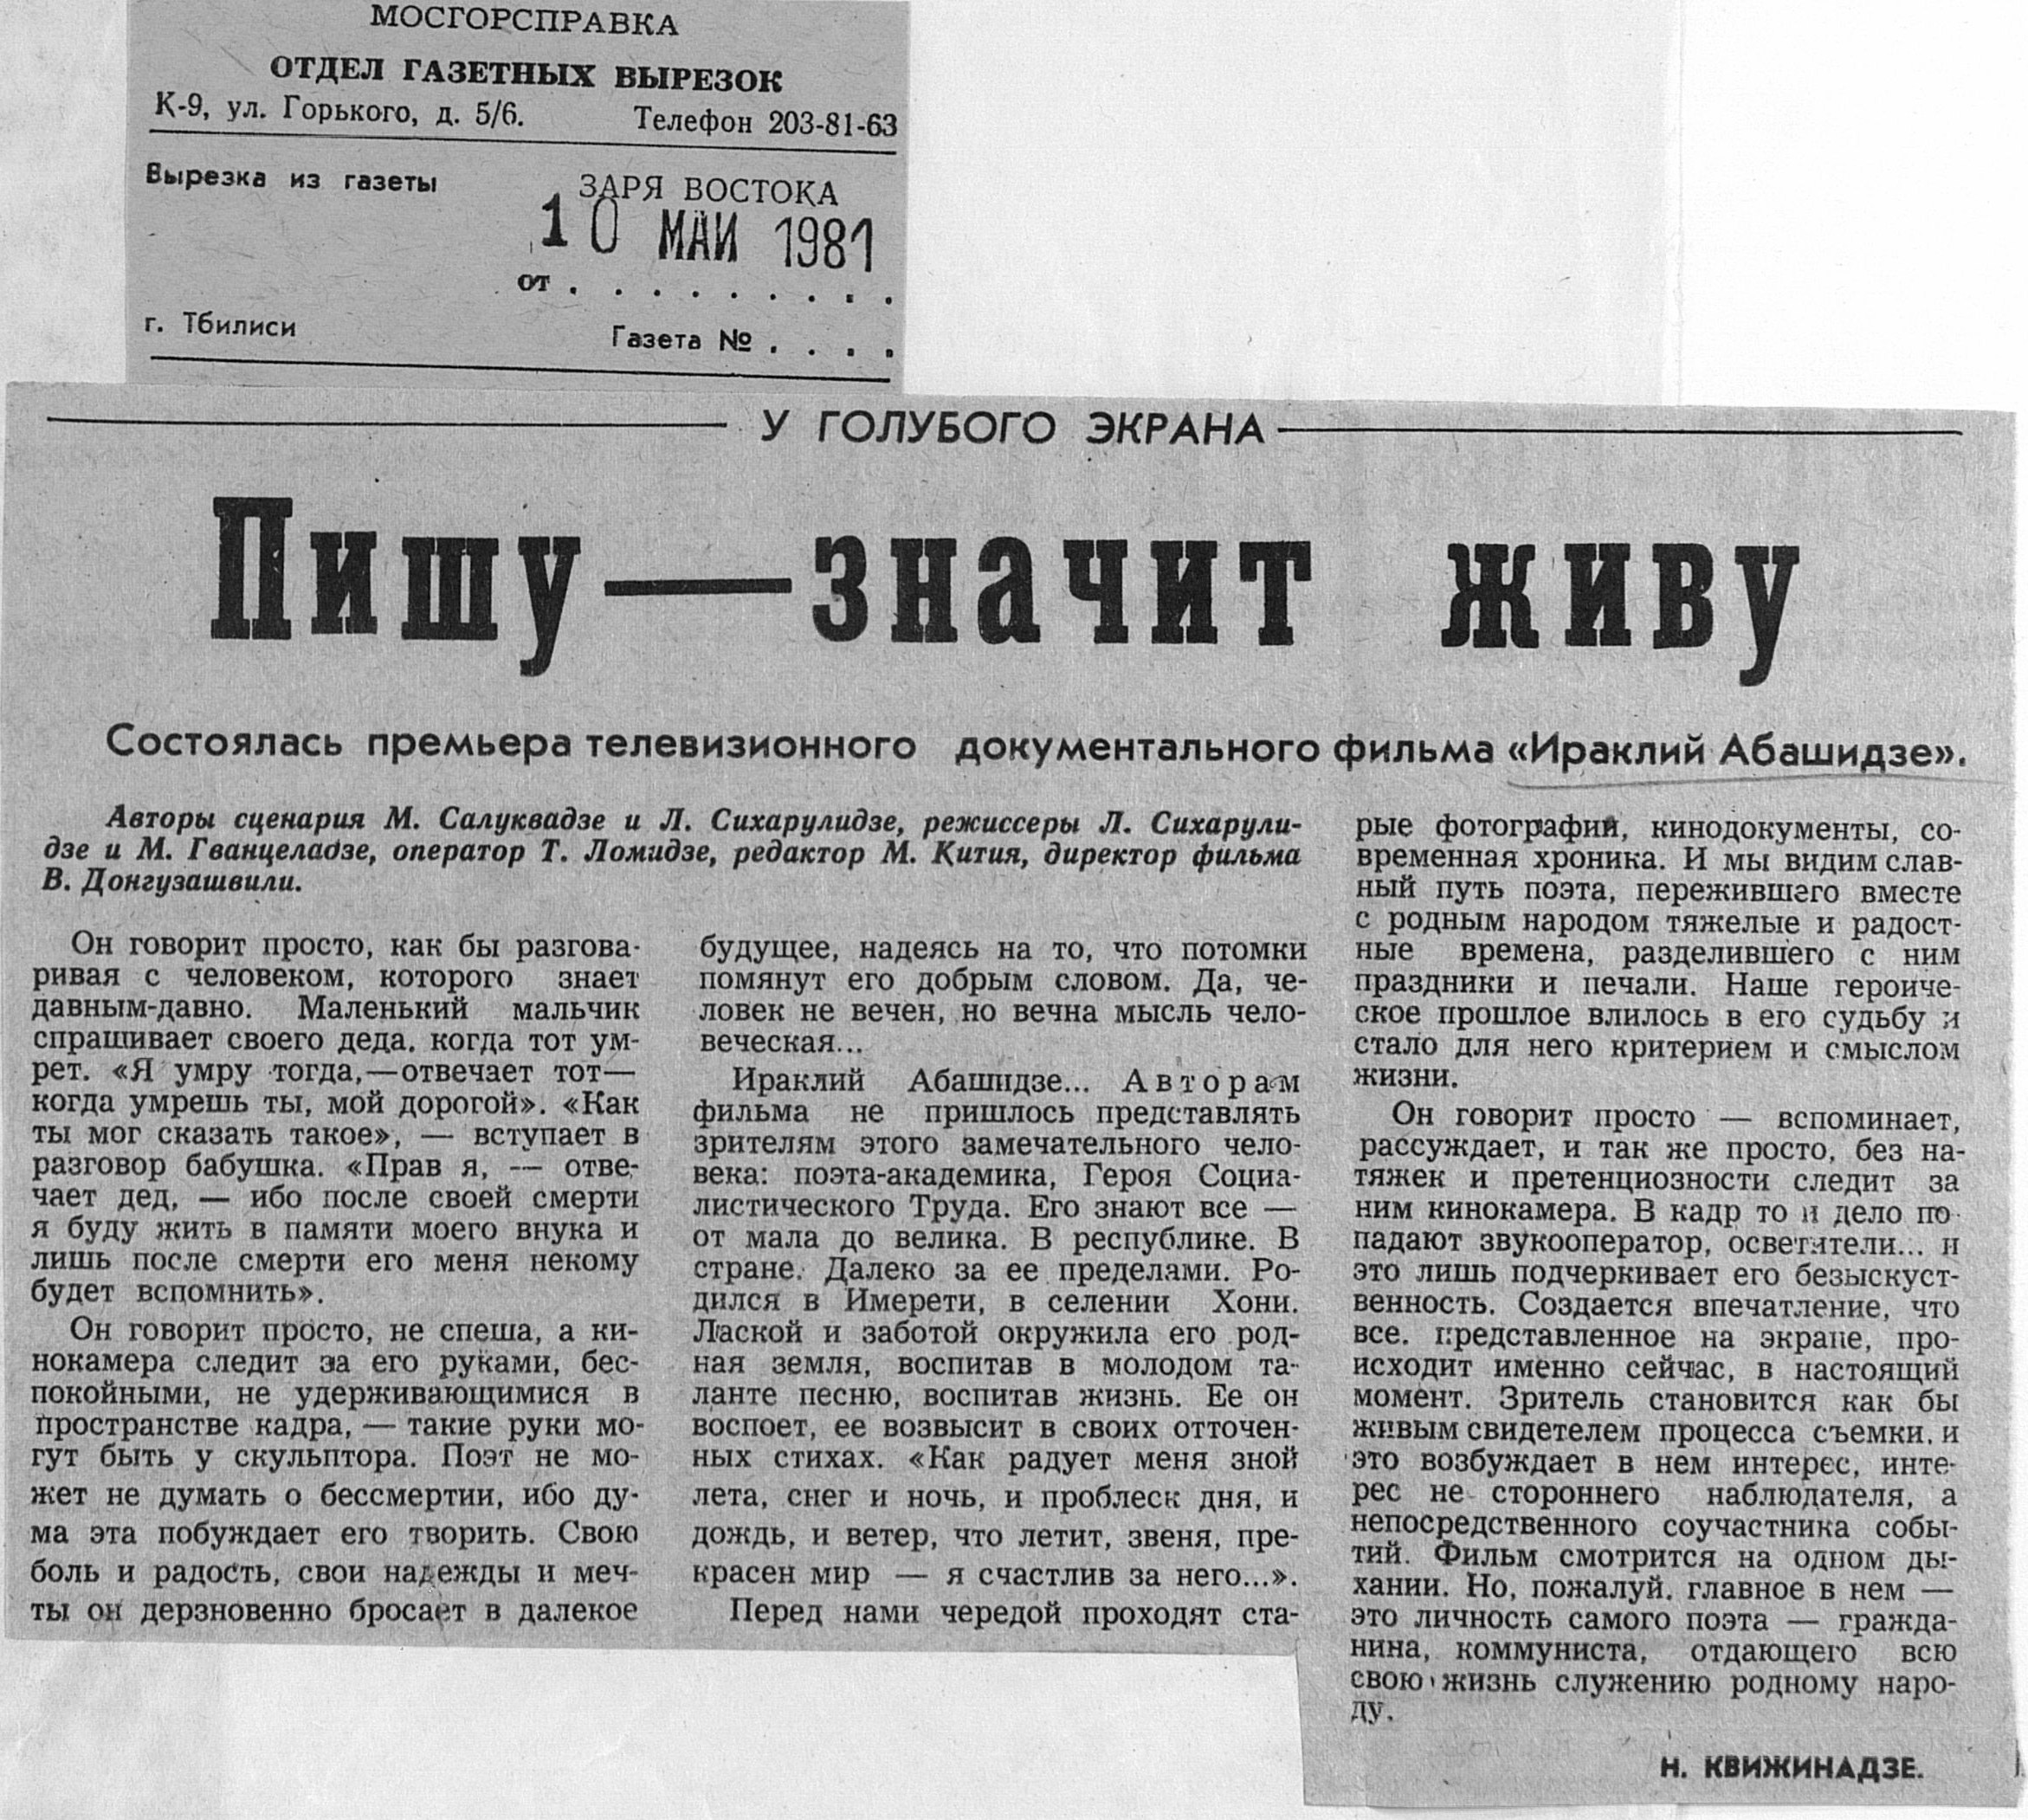 МОСГОРСПРАВКА
ОТДЕЛ ГАЗЕТНЫХ ВЫРЕЗОК
К-9, ул. Горького, д. 5/6. Телефон 203-81-63
Вырезка из газеты ЗАРЯ ВОСТОКА
10 МАЙ 1981
от . . . . . . . . .
г. Тбилиси Газета № . . . .
У ГОЛУБОГО ЭКРАНА
Пишу — значит живу
Состоялась премьера телевизионного документального фильма «Ираклий Абашидзе».
Авторы сценария М. Салуквадзе и Л. Сихарулидзе, режиссеры Л. Сихарули-
дзе и М. Гванцеладзе, оператор Т. Ломидзе, редактор М. Кития, директор фильма
В. Донгузашвили.
Он говорит просто, как бы разгова-
ривая с человеком, которого знает
давным-давно. Маленький мальчик
спрашивает своего деда, когда тот ум-
рет. «Я умру тогда,—отвечает тот—
когда умрешь ты, мой дорогой». «Как
ты мог сказать такое», — вступает в
разговор бабушка. «Прав я, — отве-
чает дед, — ибо после своей смерти
я буду жить в памяти моего внука и
лишь после смерти его меня некому
будет вспомнить».
Он говорит просто, не спеша, а ки-
нокамера следит за его руками, бес-
покойными, не удерживающимися в
пространстве кадра, — такие руки мо-
гут быть у скульптора. Поэт не мо-
жет не думать о бессмертии, ибо ду-
ма эта побуждает его творить. Свою
боль и радость, свои надежды и меч-
ты он дерзновенно бросает в далекое
будущее, надеясь на то, что потомки
помянут его добрым словом. Да, че-
ловек не вечен, но вечна мысль чело-
веческая...
Ираклий Абашидзе... Авторам
фильма не пришлось представлять
зрителям этого замечательного чело-
века: поэта-академика, Героя Социа-
листического Труда. Его знают все —
от мала до велика. В республике. В
стране. Далеко за ее пределами. Ро-
дился в Имерети, в селении Хони.
Лаской и заботой окружила его род-
ная земля, воспитав в молодом та-
ланте песню, воспитав жизнь. Ее он
воспоет, ее возвысит в своих отточен-
ных стихах. «Как радует меня зной
лета, снег и ночь, и проблеск дня, и
дождь, и ветер, что летит, звеня, пре-
красен мир — я счастлив за него...».
Перед нами чередой проходят ста-
рые фотографии, кинодокументы, со-
временная хроника. И мы видим слав-
ный путь поэта, пережившего вместе
с родным народом тяжелые и радост-
ные времена, разделившего с ним
праздники и печали. Наше героиче-
ское прошлое влилось в его судьбу и
стало для него критерием и смыслом
жизни.
Он говорит просто — вспоминает,
рассуждает, и так же просто, без на-
тяжек и претенциозности следит за
ним кинокамера. В кадр то и дело по-
падают звукооператор, осветители... и
это лишь подчеркивает его безыскуст-
венность. Создается впечатление, что
все, представленное на экране, про-
исходит именно сейчас, в настоящий
момент. Зритель становится как бы
живым свидетелем процесса съемки, и
это возбуждает в нем интерес, инте-
рес не стороннего наблюдателя, а
непосредственного соучастника собы-
тий. Фильм смотрится на одном ды-
хании. Но, пожалуй, главное в нем —
это личность самого поэта — гражда-
нина, коммуниста, отдающего всю
свою жизнь служению родному наро-
ду.
Н. КВИЖИНАДЗЕ.